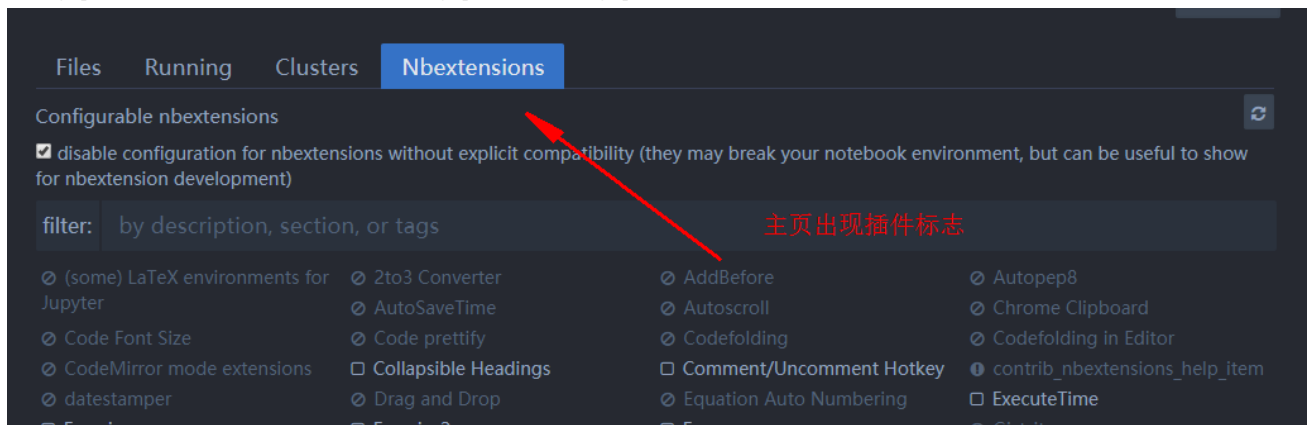 Files Running Clusters Nbextensions
Configurable nbextensions
disable configuration for nbextensions without explicit compatibility (they may break your notebook environment, but can be useful to show
for nbextension development)
filter: by description, section, or tags
主页出现插件标志
(some) LaTeX environments for
Jupyter
2to3 Converter
AddBefore
Autopep8
AutoSaveTime
Autoscroll
Chrome Clipboard
Code Font Size
Code prettify
Codefolding
Codefolding in Editor
CodeMirror mode extensions
Collapsible Headings
Comment/Uncomment Hotkey
contrib_nbextensions_help_item
datestamper
Drag and Drop
Equation Auto Numbering
ExecuteTime